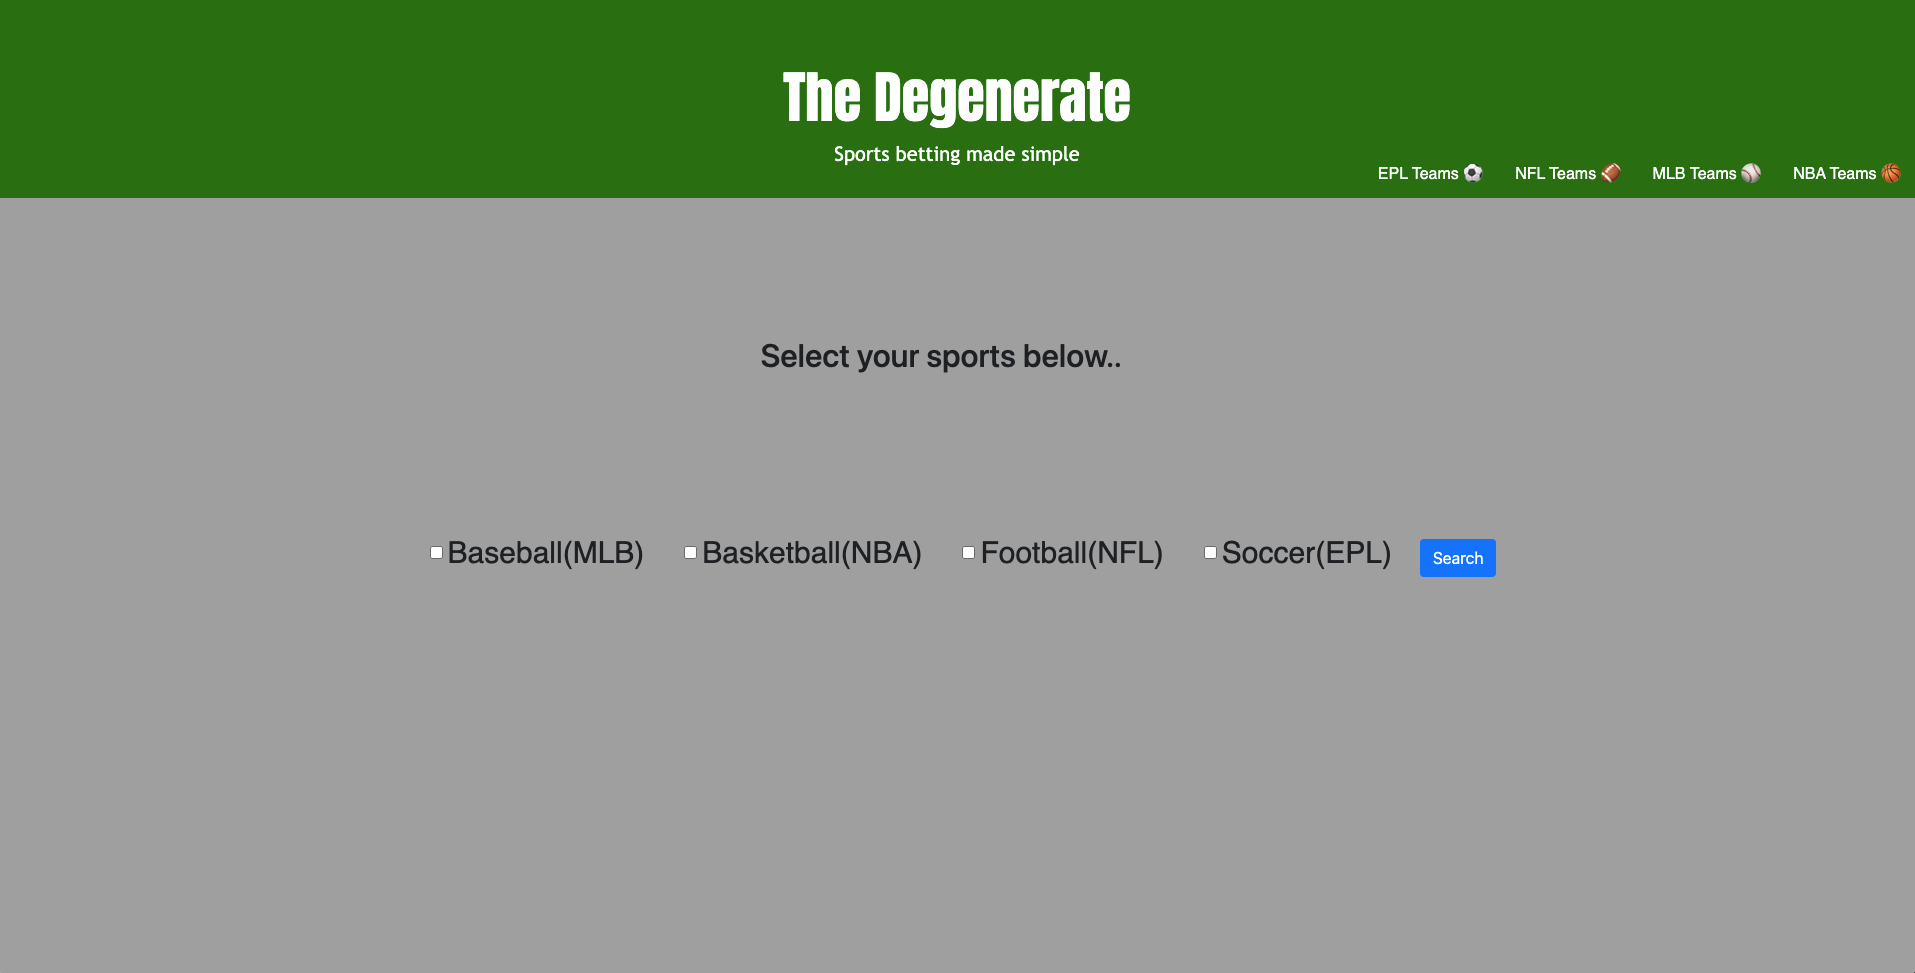 The Degenerate
Sports betting made simple
EPL Teams ⚽ NFL Teams 🏈 MLB Teams ⚾ NBA Teams 🏀
Select your sports below..
Baseball(MLB) Basketball(NBA) Football(NFL) Soccer(EPL) Search